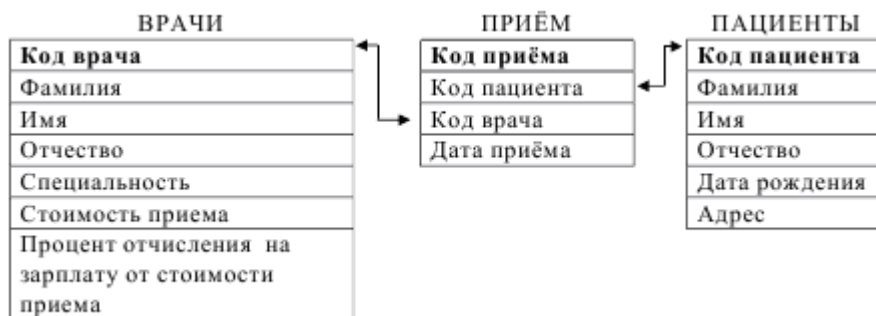 ВРАЧИ
Код врача
Фамилия
Имя
Отчество
Специальность
Стоимость приема
Процент отчисления на
зарплату от стоимости
приема
ПРИЁМ
Код приёма
Код пациента
Код врача
Дата приёма
ПАЦИЕНТЫ
Код пациента
Фамилия
Имя
Отчество
Дата рождения
Адрес